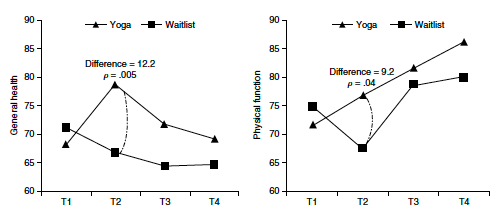 90
85
80
75
70
65
60
General health
Yoga Waitlist
Difference = 12.2
ρ = .005
T1 T2 T3 T4
90
85
80
75
70
65
60
Physical function
Yoga Waitlist
Difference = 9.2
ρ = .04
T1 T2 T3 T4